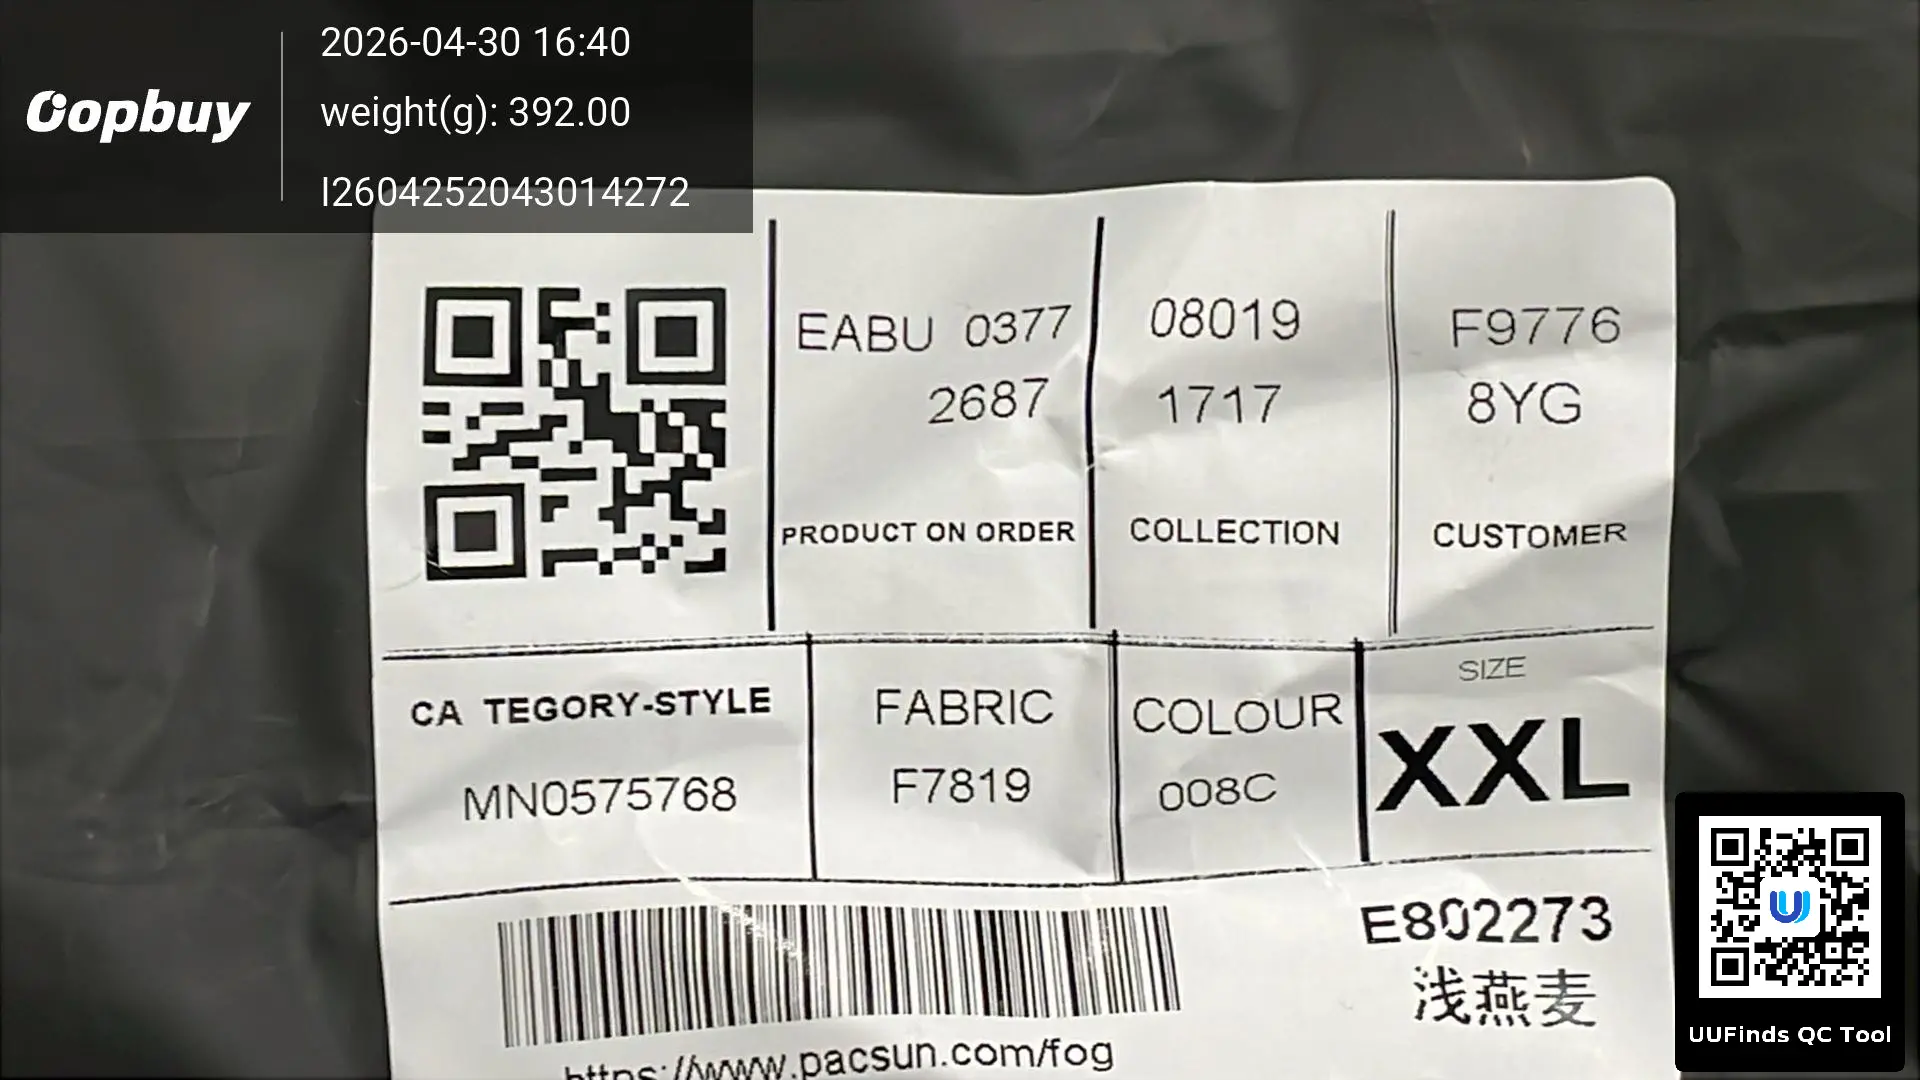 Oopbuy
2026-04-30 16:40
weight(g): 392.00
I2604252043014272
EABU 0377
2687
PRODUCT ON ORDER
08019
1717
COLLECTION
F9776
8YG
CUSTOMER
CA TEGORY-STYLE
MN0575768
FABRIC
F7819
COLOUR
008C
SIZE
XXL
E802273
浅燕麦
https://www.pacsun.com/fog
UUFinds QC Tool